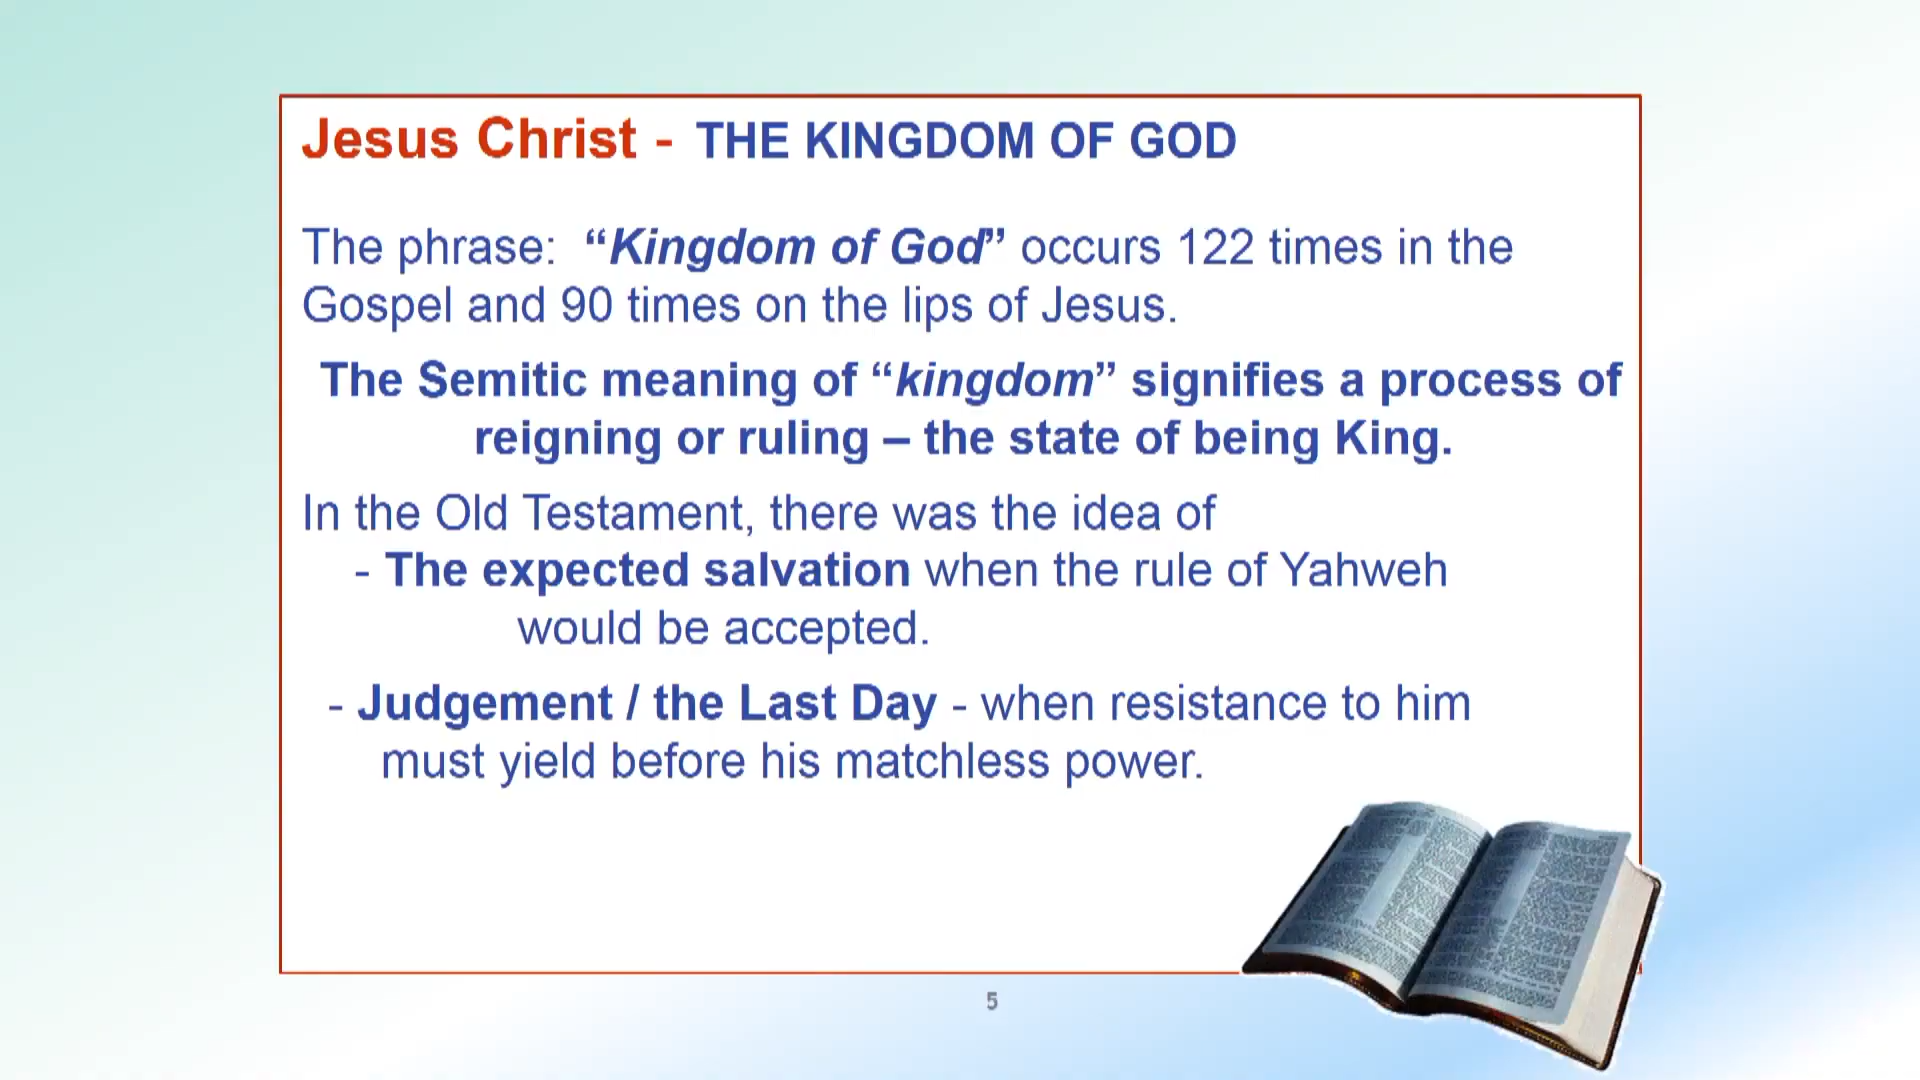 Jesus Christ - THE KINGDOM OF GOD
The phrase: “Kingdom of God” occurs 122 times in the
Gospel and 90 times on the lips of Jesus.
The Semitic meaning of “kingdom” signifies a process of
reigning or ruling – the state of being King.
In the Old Testament, there was the idea of
- The expected salvation when the rule of Yahweh
would be accepted.
- Judgement / the Last Day - when resistance to him
must yield before his matchless power.
5